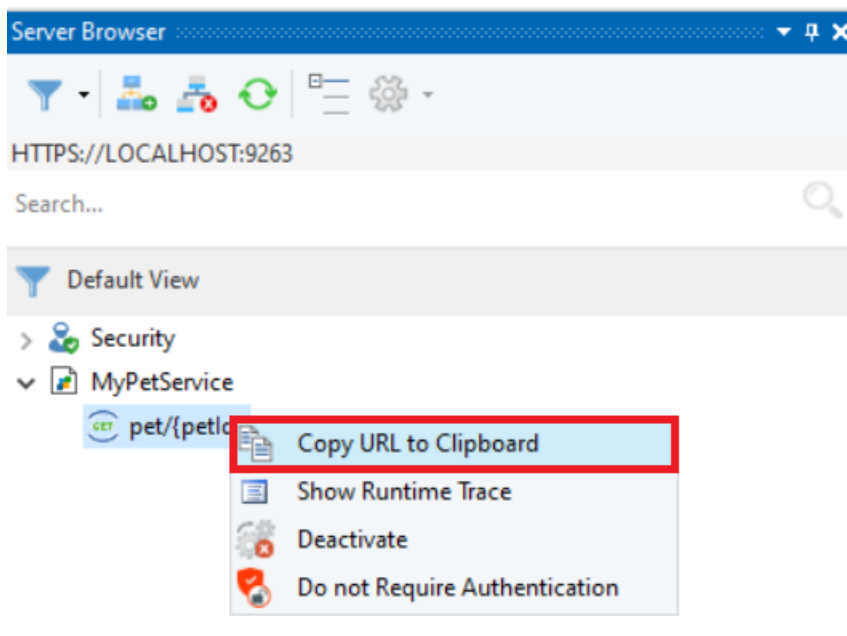 Server Browser
HTTPS://LOCALHOST:9263
Search...
Default View
Security
MyPetService
GET pet/{petId
Copy URL to Clipboard
Show Runtime Trace
Deactivate
Do not Require Authentication